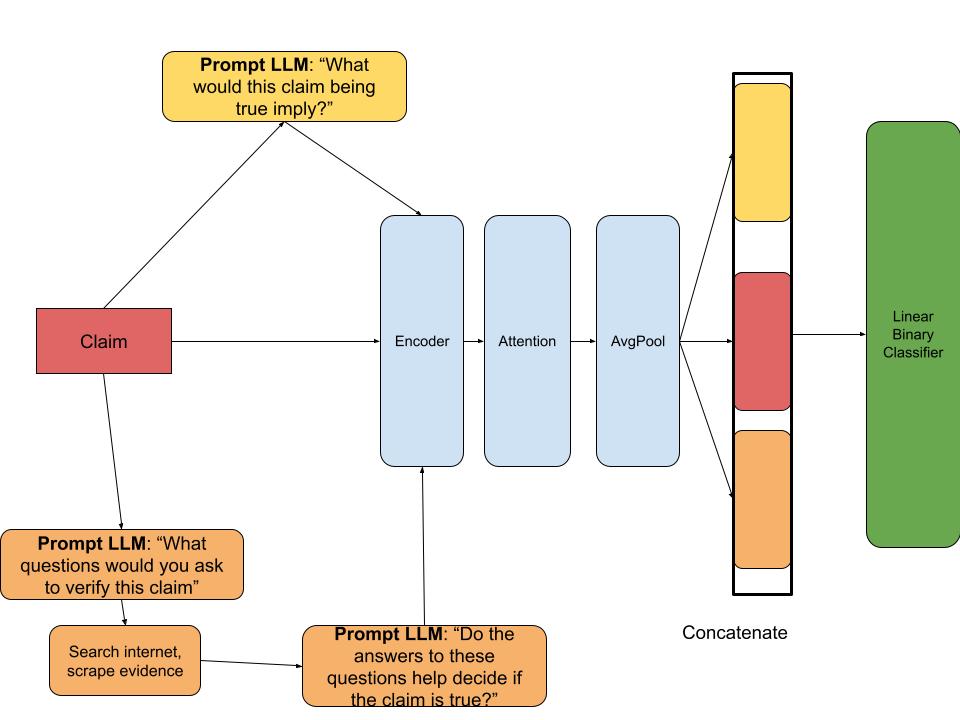 Prompt LLM: “What
would this claim being
true imply?”
Claim
Encoder
Attention
AvgPool
Linear
Binary
Classifier
Prompt LLM: “What
questions would you ask
to verify this claim”
Search internet,
scrape evidence
Prompt LLM: “Do the
answers to these
questions help decide if
the claim is true?”
Concatenate